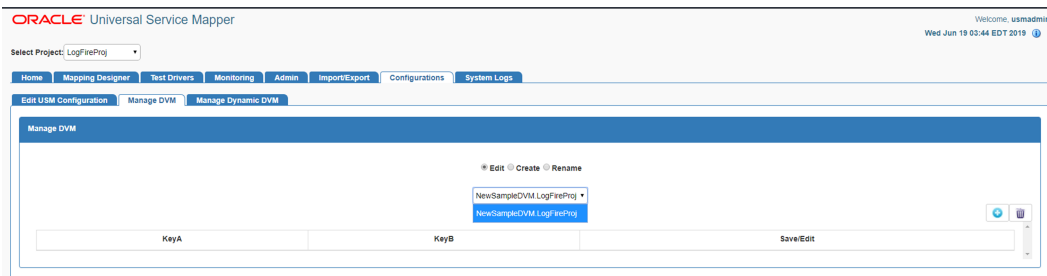 ORACLE® Universal Service Mapper
Welcome, usmadmin
Wed Jun 19 03:44 EDT 2019
Select Project: LogFireProj
Home Mapping Designer Test Drivers Monitoring Admin Import/Export Configurations System Logs
Edit USM Configuration Manage DVM Manage Dynamic DVM
Manage DVM
Edit Create Rename
NewSampleDVM.LogFireProj
NewSampleDVM.LogFireProj
KeyA KeyB Save/Edit